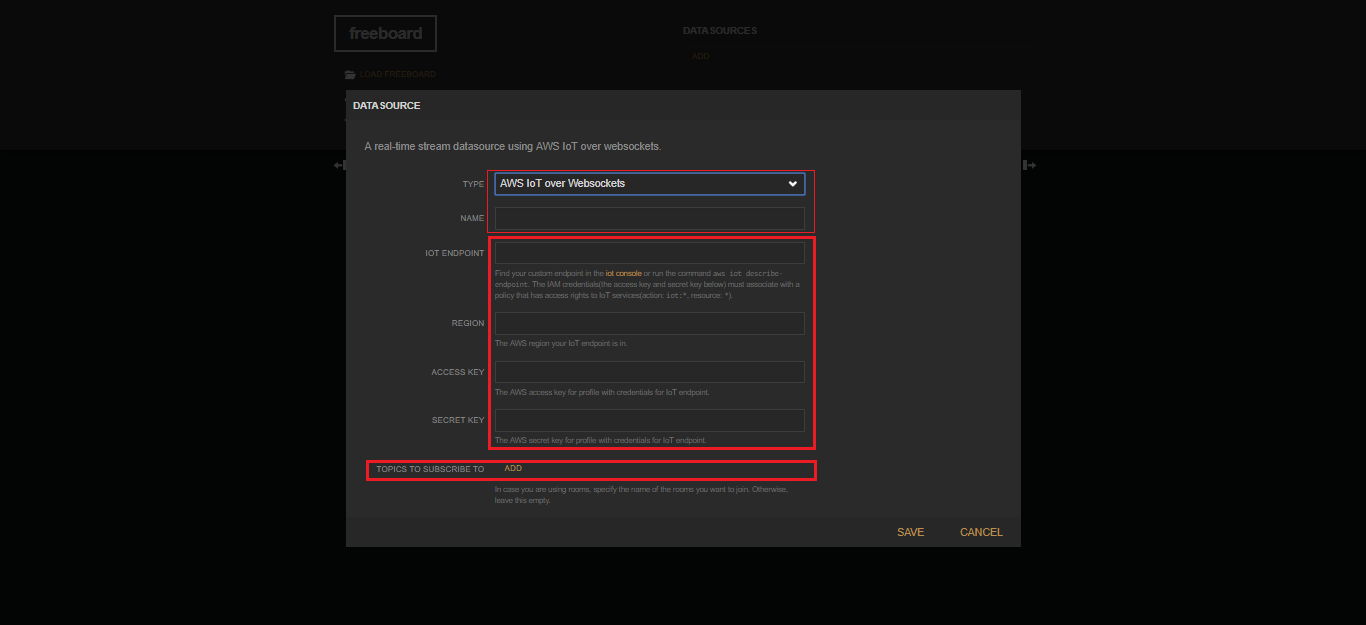 freeboard
DATASOURCES
ADD
LOAD FREEBOARD
DATASOURCE
A real-time stream datasource using AWS IoT over websockets.
TYPE
AWS IoT over Websockets
NAME
IOT ENDPOINT
Find your custom endpoint in the iot console or run the command aws iot describe-
endpoint. The IAM credentials(the access key and secret key below) must associate with a
policy that has access rights to IoT services(action: iot:*, resource: *).
REGION
The AWS region your IoT endpoint is in.
ACCESS KEY
The AWS access key for profile with credentials for IoT endpoint.
SECRET KEY
The AWS secret key for profile with credentials for IoT endpoint.
TOPICS TO SUBSCRIBE TO ADD
In case you are using rooms, specify the name of the rooms you want to join. Otherwise,
leave this empty.
SAVE CANCEL